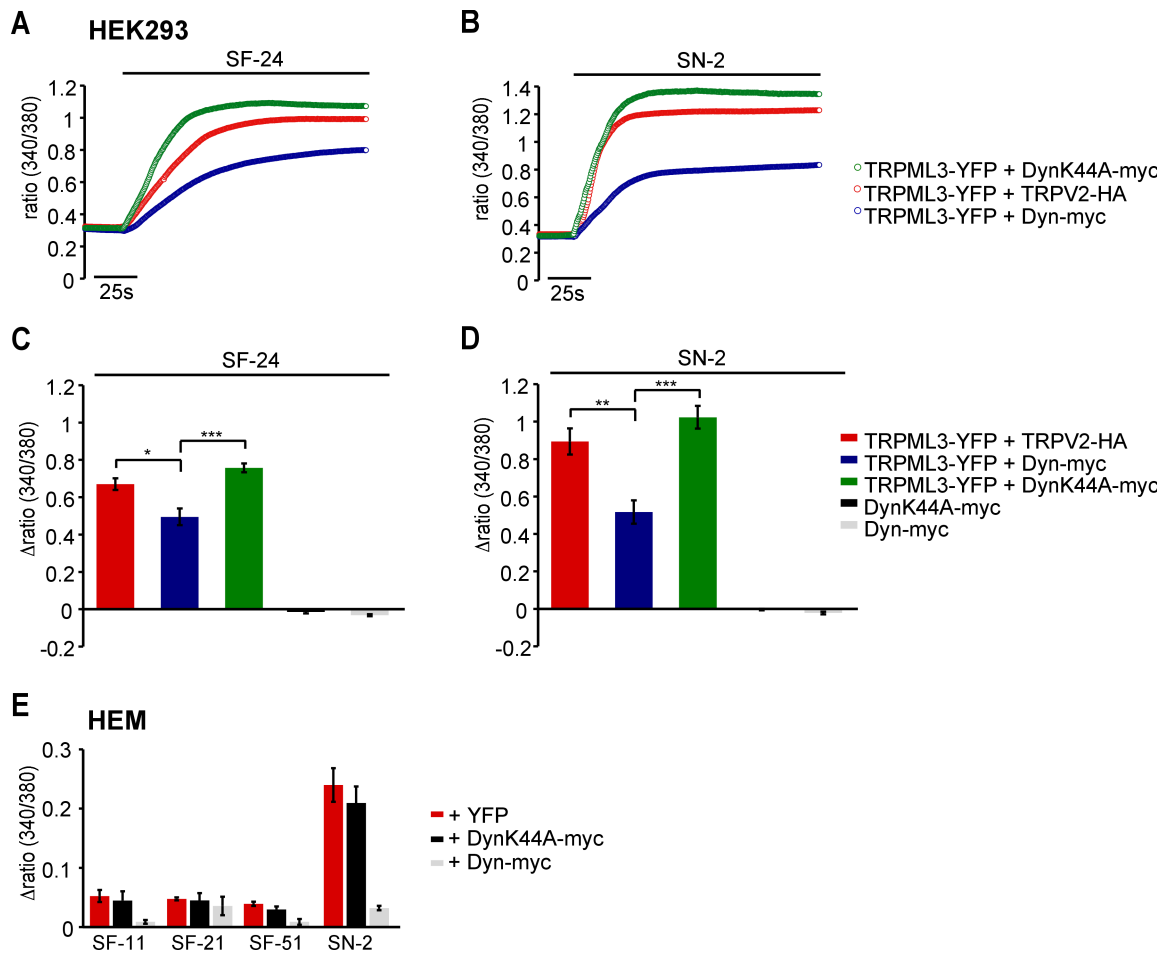 A
HEK293
SF-24
1.2
1
0.8
0.6
0.4
0.2
0
ratio (340/380)
25s
B
SN-2
1.4
1.2
1
0.8
0.6
0.4
0.2
0
ratio (340/380)
25s
TRPML3-YFP + DynK44A-myc
TRPML3-YFP + TRPV2-HA
TRPML3-YFP + Dyn-myc
C
SF-24
1.2
1
0.8
0.6
0.4
0.2
0
-0.2
Δratio (340/380)
*
***
D
SN-2
1.2
1
0.8
0.6
0.4
0.2
0
-0.2
Δratio (340/380)
**
***
TRPML3-YFP + TRPV2-HA
TRPML3-YFP + Dyn-myc
TRPML3-YFP + DynK44A-myc
DynK44A-myc
Dyn-myc
E
HEM
0.3
0.2
0.1
0
Δratio (340/380)
SF-11 SF-21 SF-51 SN-2
+ YFP
+ DynK44A-myc
+ Dyn-myc